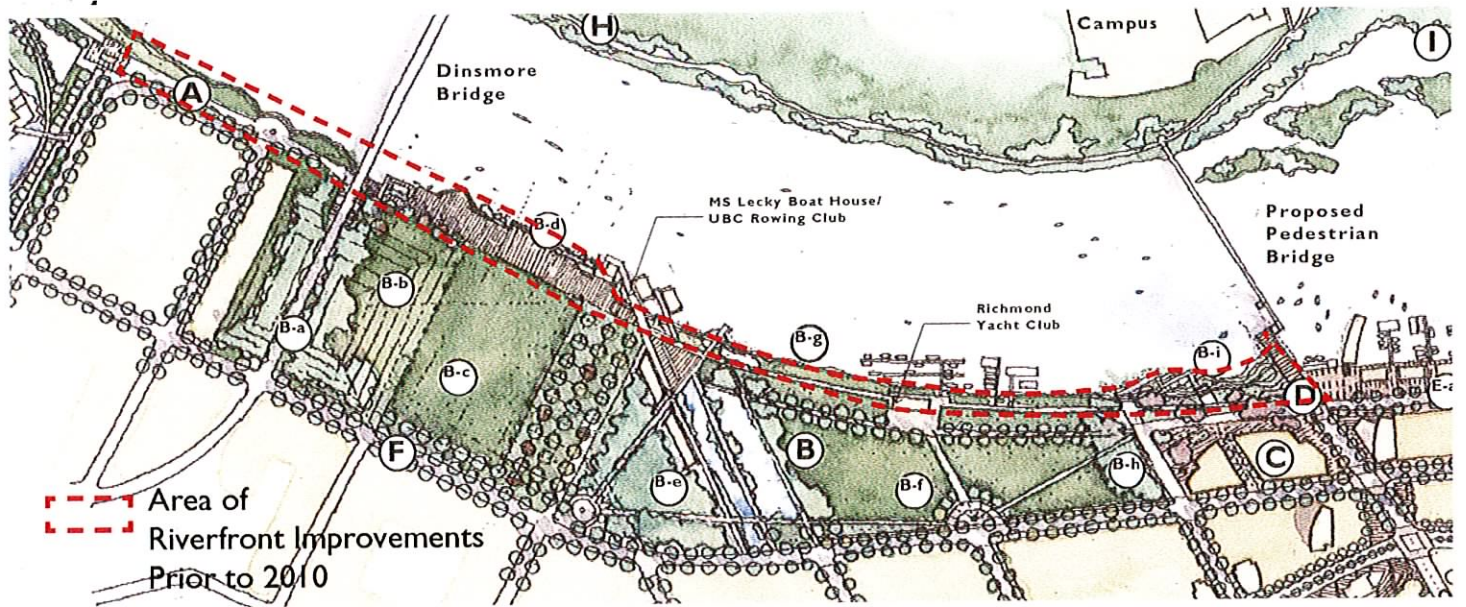 H
Campus
I
Dinsmore
Bridge
A
MS Lecky Boat House/
UBC Rowing Club
Proposed
Pedestrian
Bridge
B-d
B-b
B-a
B-c
Richmond
Yacht Club
B-g
B-i
D
E-a
F
B
C
B-e
B-f
B-h
Area of
Riverfront Improvements
Prior to 2010